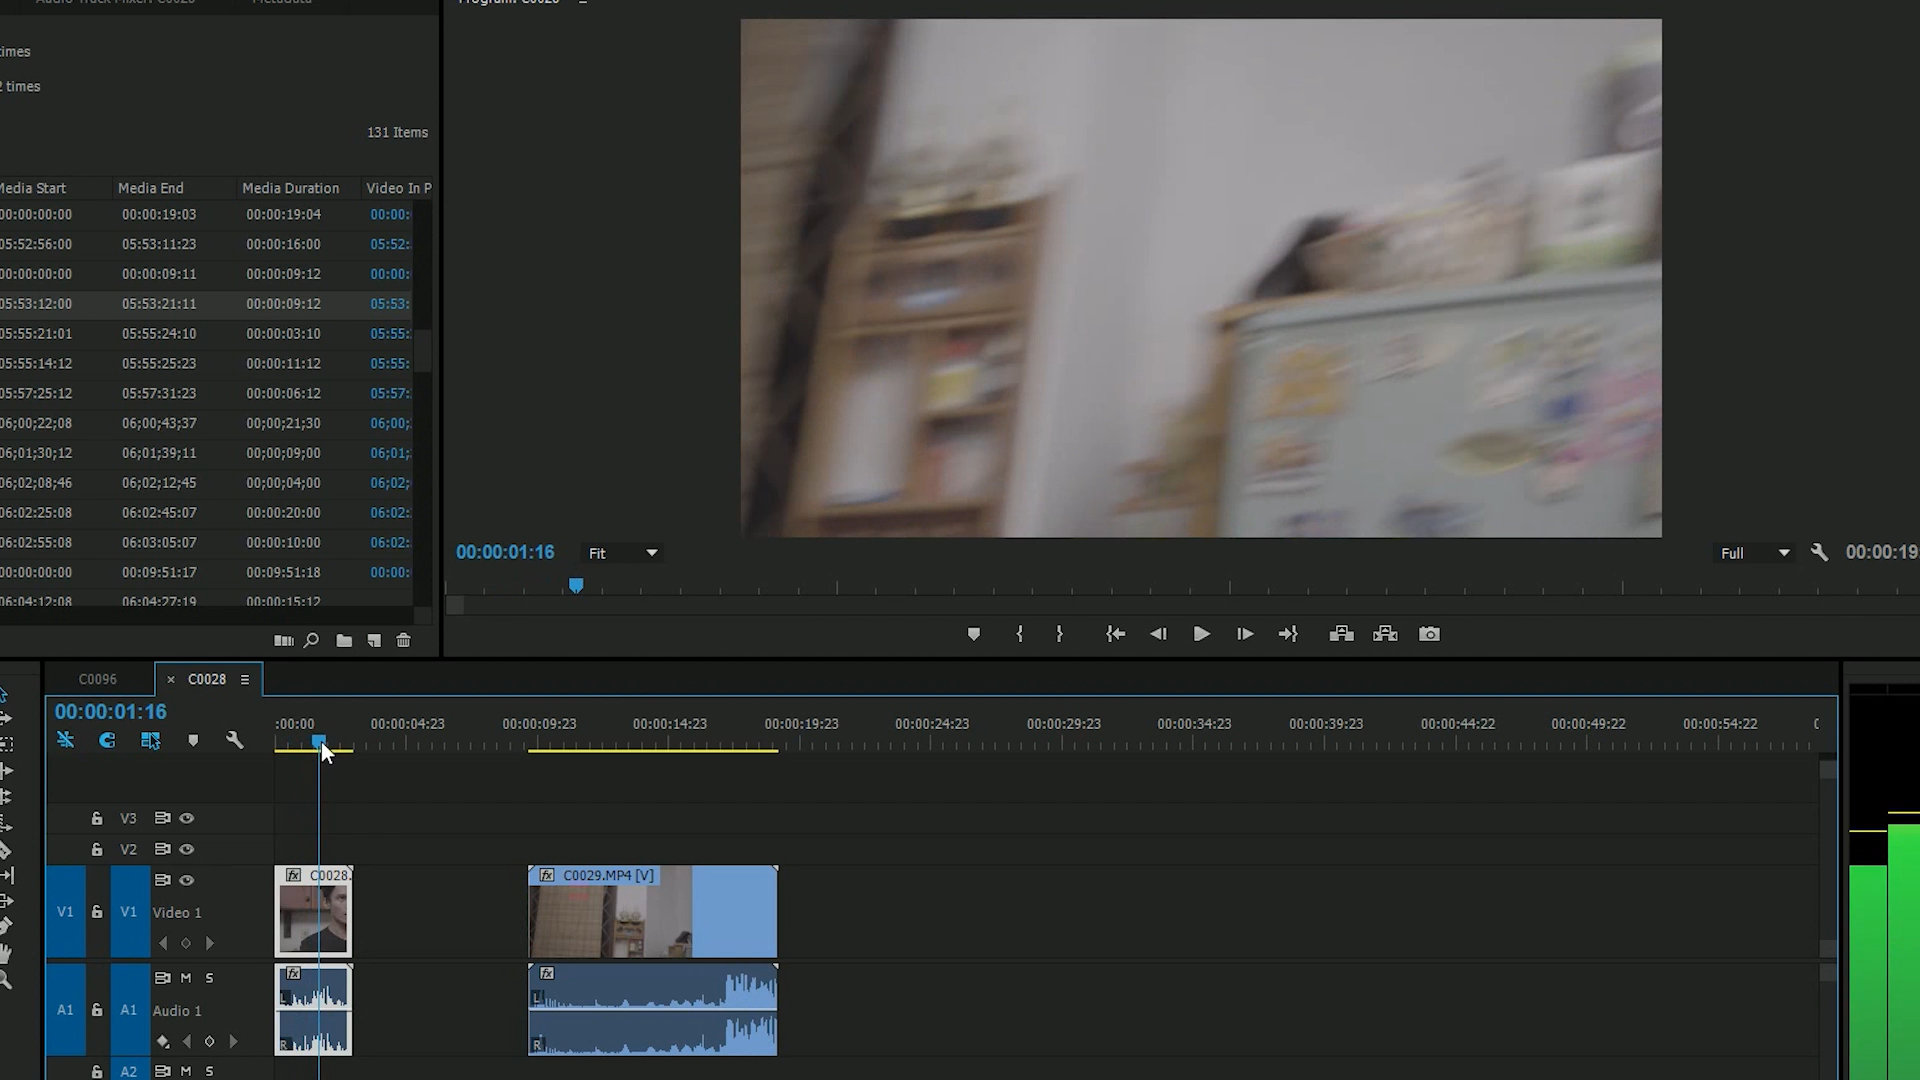 Audio Track Mixer: C0028 Metadata
Program: C0028
times
2 times
131 Items
Media Start Media End Media Duration Video In P
00:00:00:00 00:00:19:03 00:00:19:04 00:00:
05:52:56:00 05:53:11:23 00:00:16:00 05:52:
00:00:00:00 00:00:09:11 00:00:09:12 00:00:
05:53:12:00 05:53:21:11 00:00:09:12 05:53:
05:55:21:01 05:55:24:10 00:00:03:10 05:55:
05:55:14:12 05:55:25:23 00:00:11:12 05:55:
05:57:25:12 05:57:31:23 00:00:06:12 05:57:
06;00;22;08 06;00;43;37 00;00;21;30 06;00;
06;01;30;12 06;01;39;11 00;00;09;00 06;01;
06;02;08;46 06;02;12;45 00;00;04;00 06;02;
06:02:25:08 06:02:45:07 00:00:20:00 06:02:
06:02:55:08 06:03:05:07 00:00:10:00 06:02:
00:00:00:00 00:09:51:17 00:09:51:18 00:00:
06:04:12:08 06:04:27:19 00:00:15:12
00:00:01:16 Fit Full 00:00:19:
C0096 × C0028
00:00:01:16
:00:00 00:00:04:23 00:00:09:23 00:00:14:23 00:00:19:23 00:00:24:23 00:00:29:23 00:00:34:23 00:00:39:23 00:00:44:22 00:00:49:22 00:00:54:22
V3
V2
fx C0028. fx C0029.MP4 [V]
V1 V1 Video 1
M S fx fx
L L
A1 A1 Audio 1
R R
A2 M S